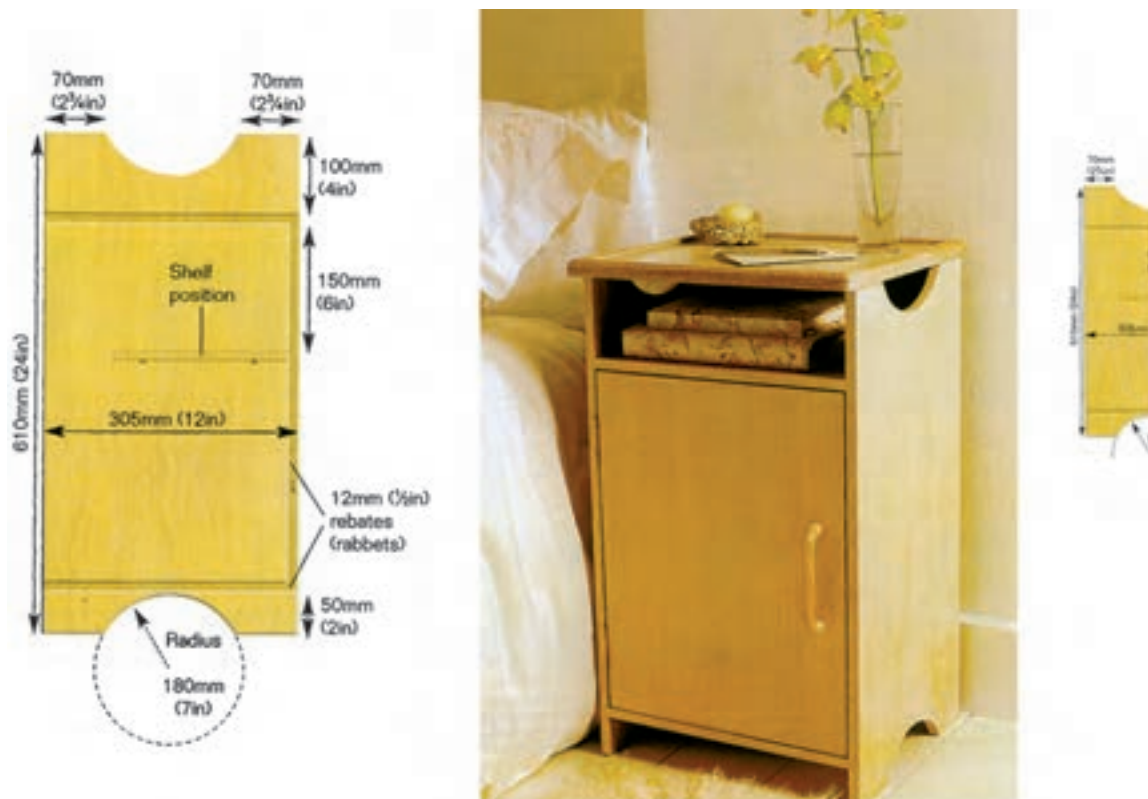 70mm
(2¾in)
70mm
(2¾in)
100mm
(4in)
Shelf
position
150mm
(6in)
610mm (24in)
305mm (12in)
12mm (½in)
rebates
(rabbets)
50mm
(2in)
Radius
180mm
(7in)
70mm